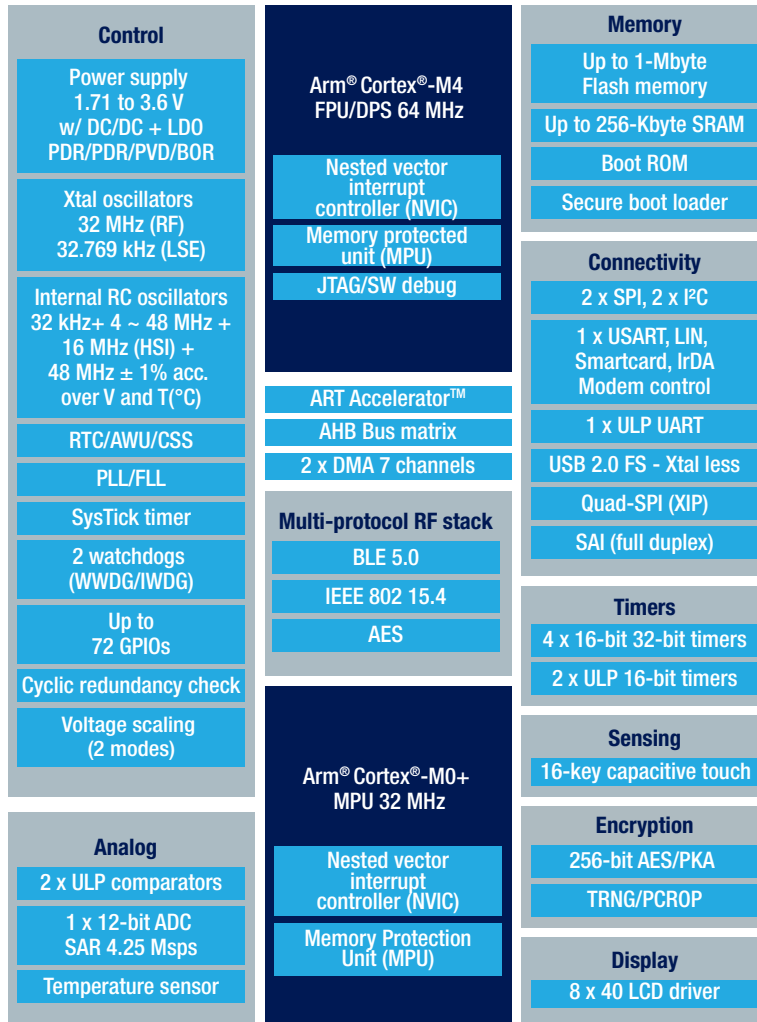 Control
Power supply
1.71 to 3.6 V
w/ DC/DC + LDO
PDR/PDR/PVD/BOR
Xtal oscillators
32 MHz (RF)
32.769 kHz (LSE)
Internal RC oscillators
32 kHz+ 4 ~ 48 MHz +
16 MHz (HSI) +
48 MHz ± 1% acc.
over V and T(°C)
RTC/AWU/CSS
PLL/FLL
SysTick timer
2 watchdogs
(WWDG/IWDG)
Up to
72 GPIOs
Cyclic redundancy check
Voltage scaling
(2 modes)
Analog
2 x ULP comparators
1 x 12-bit ADC
SAR 4.25 Msps
Temperature sensor
Arm® Cortex®-M4
FPU/DPS 64 MHz
Nested vector
interrupt
controller (NVIC)
Memory protected
unit (MPU)
JTAG/SW debug
ART Accelerator™
AHB Bus matrix
2 x DMA 7 channels
Multi-protocol RF stack
BLE 5.0
IEEE 802 15.4
AES
Arm® Cortex®-M0+
MPU 32 MHz
Nested vector
interrupt
controller (NVIC)
Memory Protection
Unit (MPU)
Memory
Up to 1-Mbyte
Flash memory
Up to 256-Kbyte SRAM
Boot ROM
Secure boot loader
Connectivity
2 x SPI, 2 x I²C
1 x USART, LIN,
Smartcard, IrDA
Modem control
1 x ULP UART
USB 2.0 FS - Xtal less
Quad-SPI (XIP)
SAI (full duplex)
Timers
4 x 16-bit 32-bit timers
2 x ULP 16-bit timers
Sensing
16-key capacitive touch
Encryption
256-bit AES/PKA
TRNG/PCROP
Display
8 x 40 LCD driver